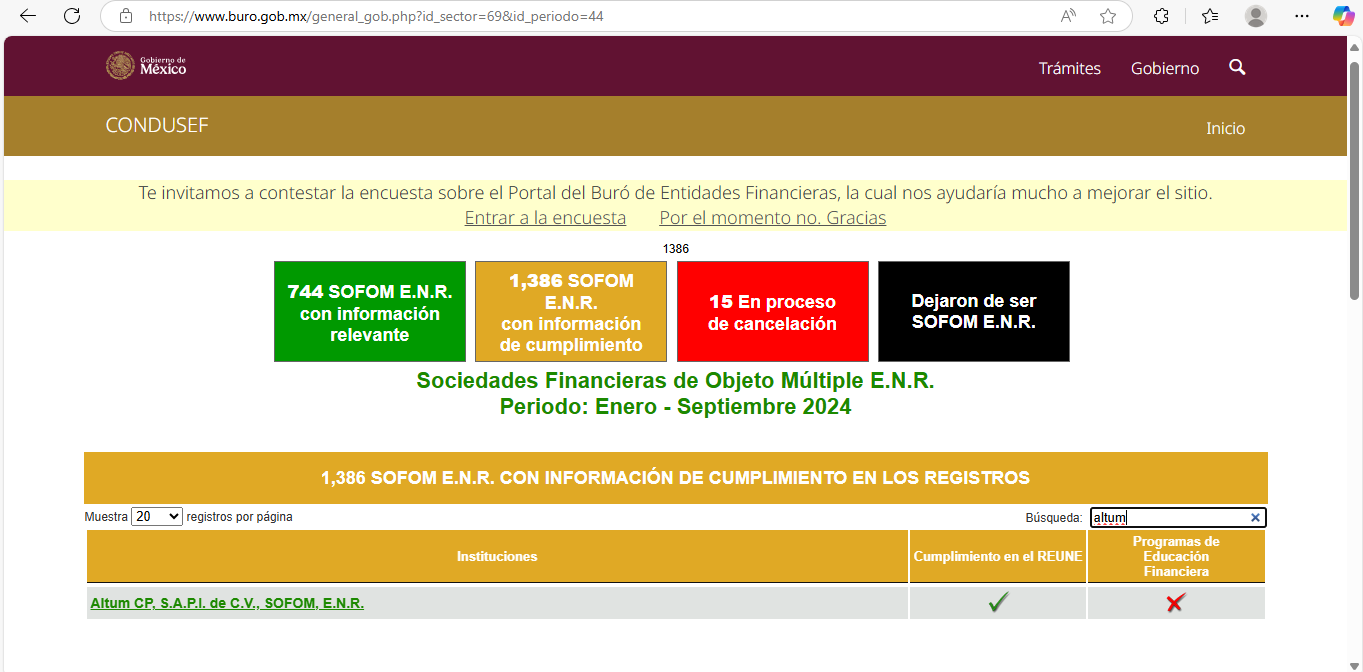 https://www.buro.gob.mx/general_gob.php?id_sector=69&id_periodo=44
Gobierno de
México
Trámites
Gobierno
CONDUSEF
Inicio
Te invitamos a contestar la encuesta sobre el Portal del Buró de Entidades Financieras, la cual nos ayudaría mucho a mejorar el sitio.
Entrar a la encuesta
Por el momento no. Gracias
1386
744 SOFOM E.N.R.
con información
relevante
1,386 SOFOM
E.N.R.
con información
de cumplimiento
15 En proceso
de cancelación
Dejaron de ser
SOFOM E.N.R.
Sociedades Financieras de Objeto Múltiple E.N.R.
Periodo: Enero - Septiembre 2024
1,386 SOFOM E.N.R. CON INFORMACIÓN DE CUMPLIMIENTO EN LOS REGISTROS
Muestra 20 registros por página
Búsqueda: altum
Instituciones
Cumplimiento en el REUNE
Programas de
Educación
Financiera
Altum CP, S.A.P.I. de C.V., SOFOM, E.N.R.